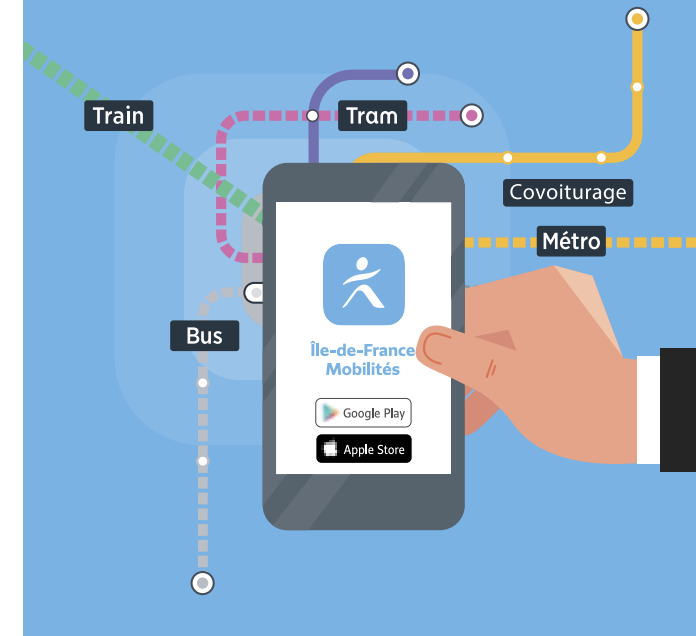 Train
Tram
Covoiturage
Métro
Bus
Île-de-France
Mobilités
Google Play
Apple Store